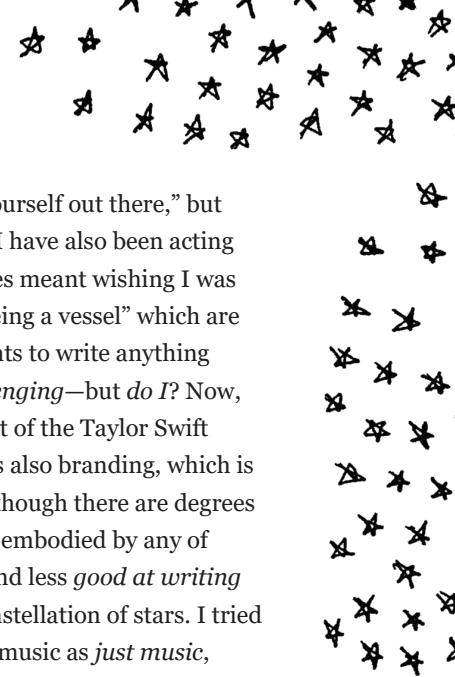 ourself out there,” but
I have also been acting
es meant wishing I was
eing a vessel” which are
nts to write anything
enging—but do I? Now,
t of the Taylor Swift
s also branding, which is
though there are degrees
embodied by any of
nd less good at writing
nstellation of stars. I tried
music as just music,